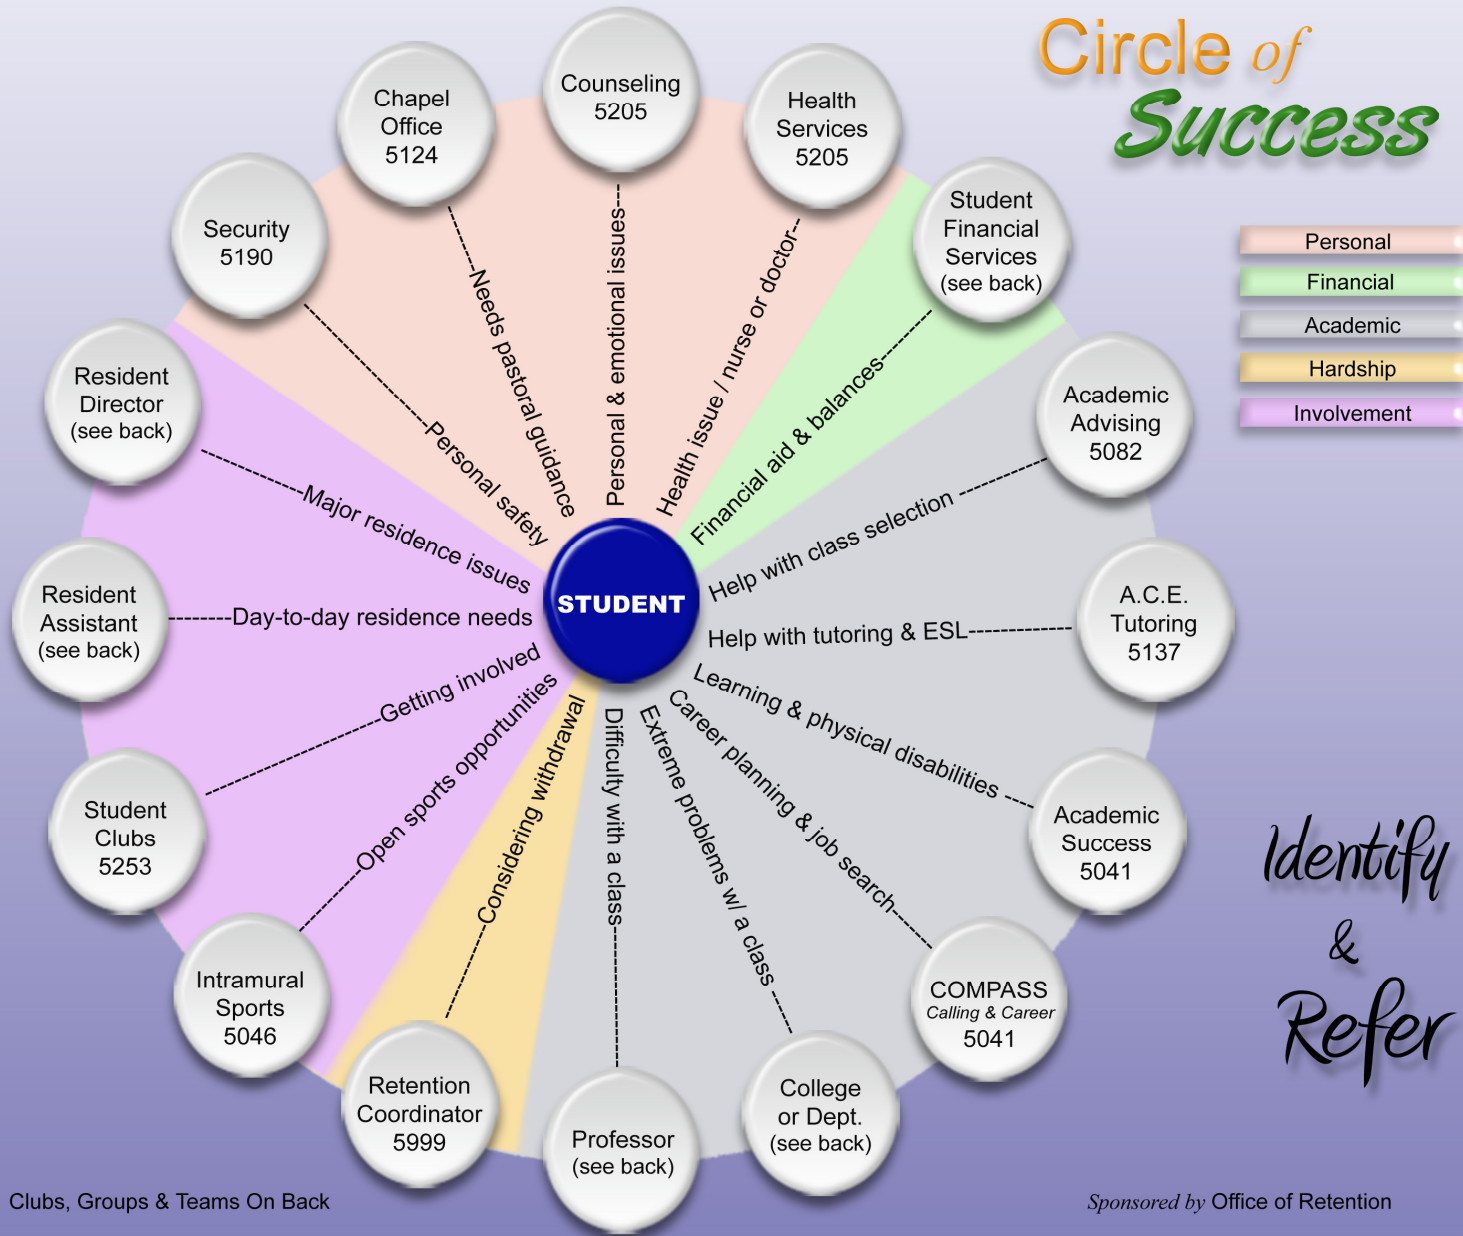 Circle of
Success
Personal
Financial
Academic
Hardship
Involvement
Counseling
5205
Health
Services
5205
Student
Financial
Services
(see back)
Academic
Advising
5082
A.C.E.
Tutoring
5137
Academic
Success
5041
COMPASS
Calling & Career
5041
College
or Dept.
(see back)
Professor
(see back)
Retention
Coordinator
5999
Intramural
Sports
5046
Student
Clubs
5253
Resident
Assistant
(see back)
Resident
Director
(see back)
Security
5190
Chapel
Office
5124
Personal & emotional issues
Health issue / nurse or doctor
Financial aid & balances
Help with class selection
Help with tutoring & ESL
Learning & physical disabilities
Career planning & job search
Extreme problems w/ a class
Difficulty with a class
Considering withdrawal
Open sports opportunities
Getting involved
Day-to-day residence needs
Major residence issues
Personal safety
Needs pastoral guidance
STUDENT
Identify
&
Refer
Clubs, Groups & Teams On Back
Sponsored by Office of Retention